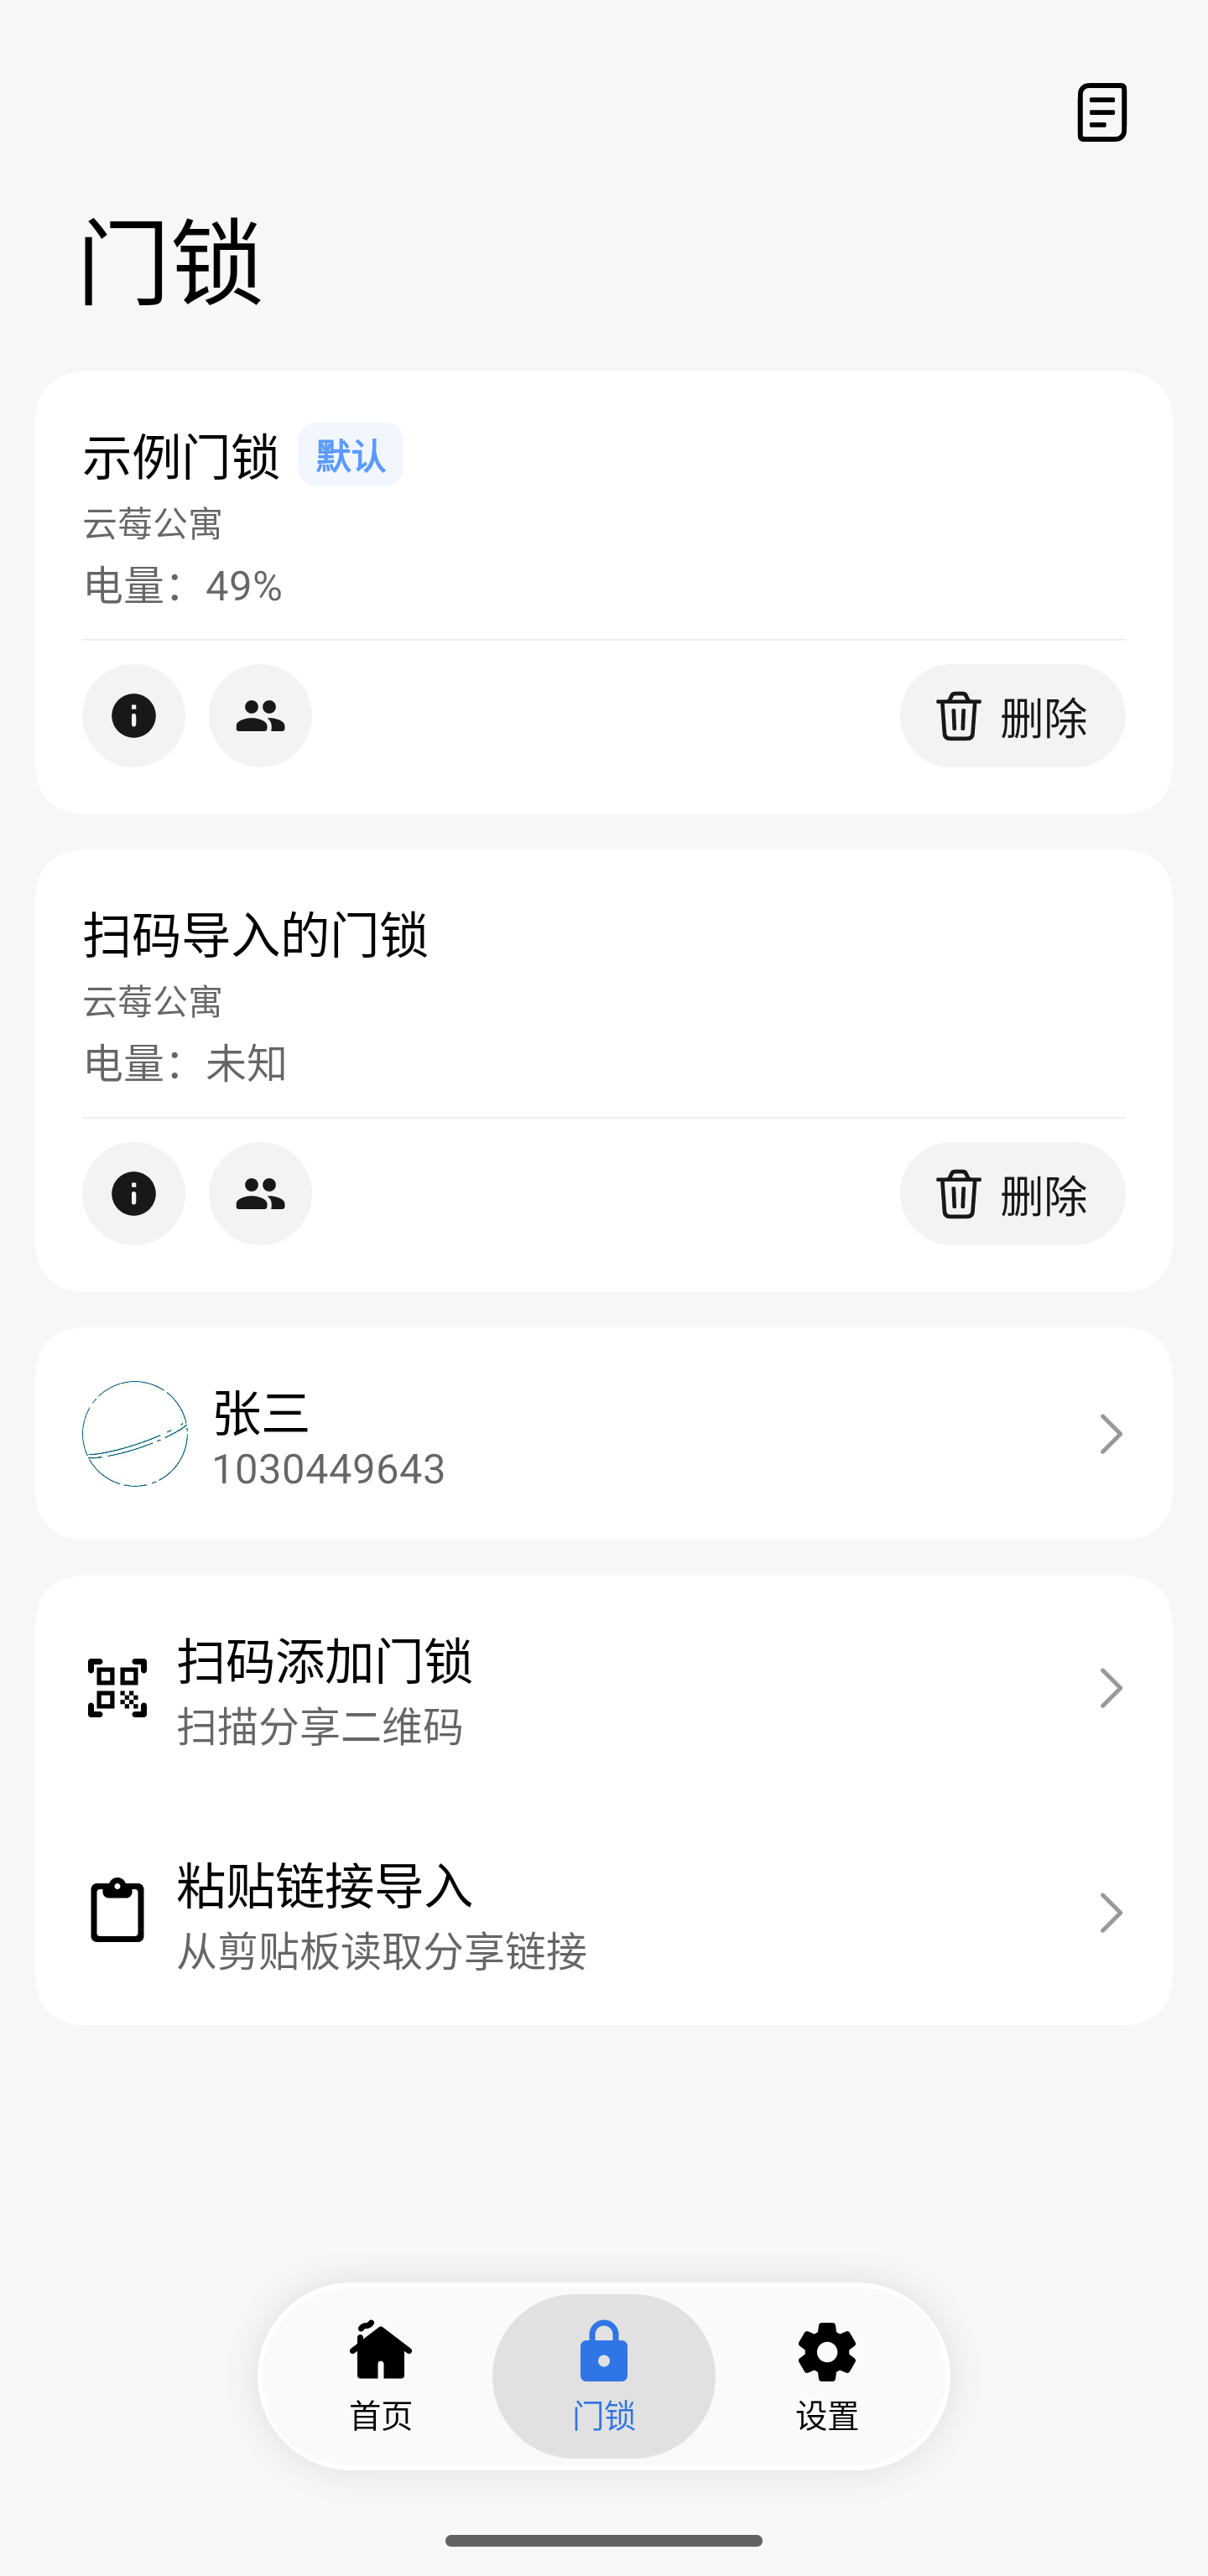 门锁
示例门锁 默认
云莓公寓
电量：49%
删除
扫码导入的门锁
云莓公寓
电量：未知
删除
张三
1030449643
扫码添加门锁
扫描分享二维码
粘贴链接导入
从剪贴板读取分享链接
首页 门锁 设置